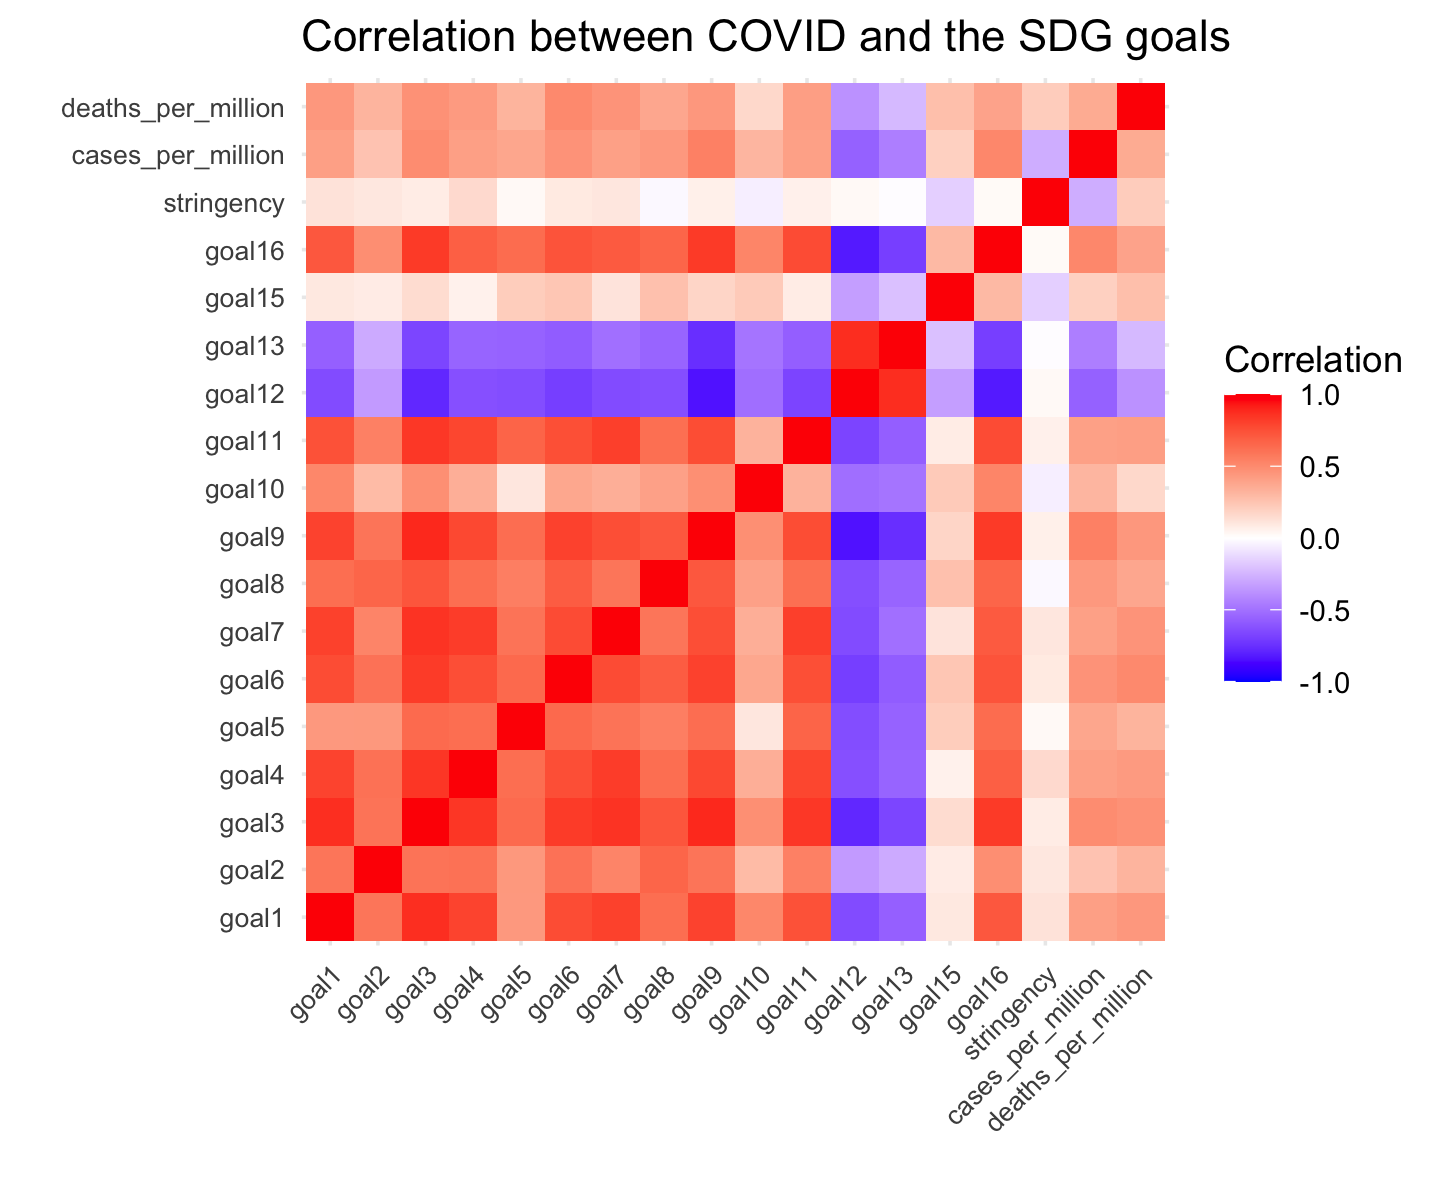 Correlation between COVID and the SDG goals
deaths_per_million
cases_per_million
stringency
goal16
goal15
goal13
goal12
goal11
goal10
goal9
goal8
goal7
goal6
goal5
goal4
goal3
goal2
goal1
goal1
goal2
goal3
goal4
goal5
goal6
goal7
goal8
goal9
goal10
goal11
goal12
goal13
goal15
goal16
stringency
cases_per_million
deaths_per_million
Correlation
1.0
0.5
0.0
-0.5
-1.0